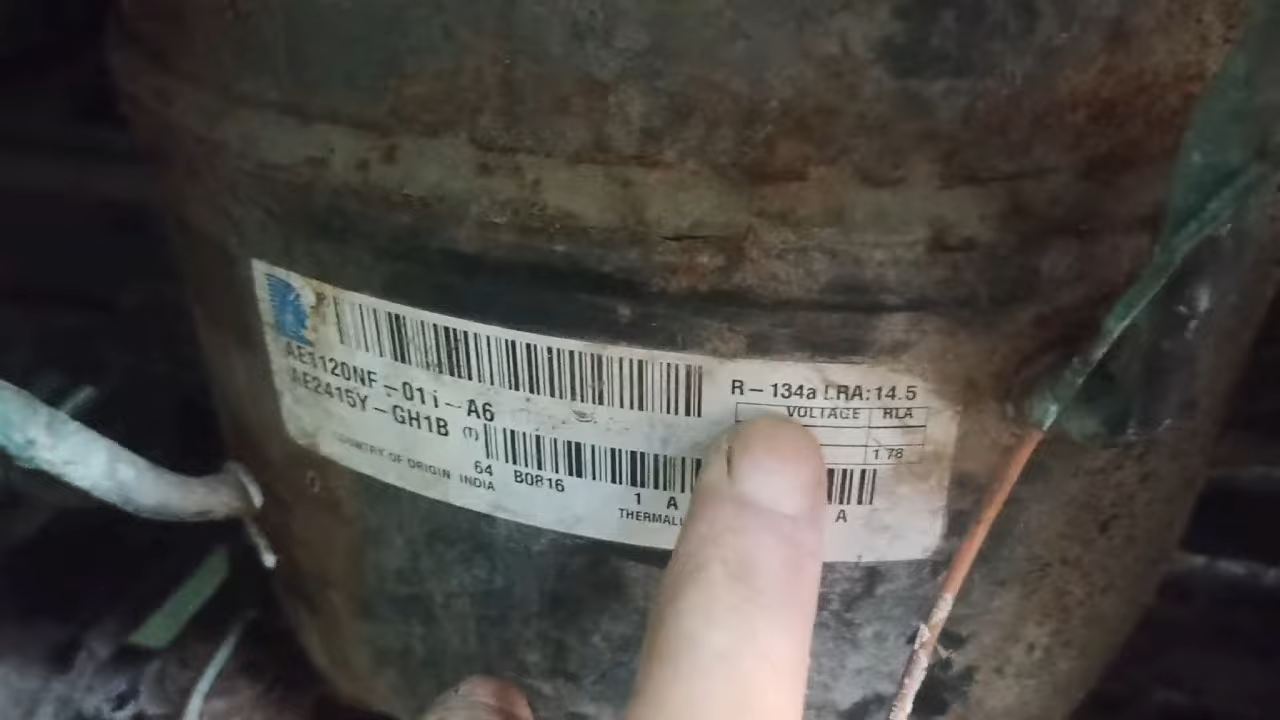 AE1120NF-01i-A6
AE2415Y-GH1B (T)
R-134a LRA:14.5
VOLTAGE RLA
1.78
COUNTRY OF ORIGIN INDIA
64 B0816 1 A
A